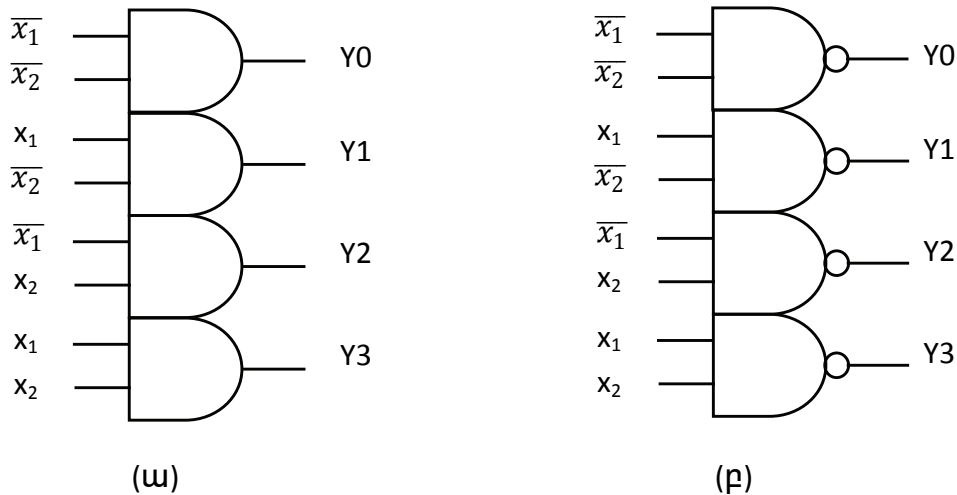 x̅₁
Y0
x̅₂
x₁
Y1
x̅₂
x̅₁
Y2
x₂
x₁
Y3
x₂
(ա)
x̅₁
Y0
x̅₂
x₁
Y1
x̅₂
x̅₁
Y2
x₂
x₁
Y3
x₂
(բ)